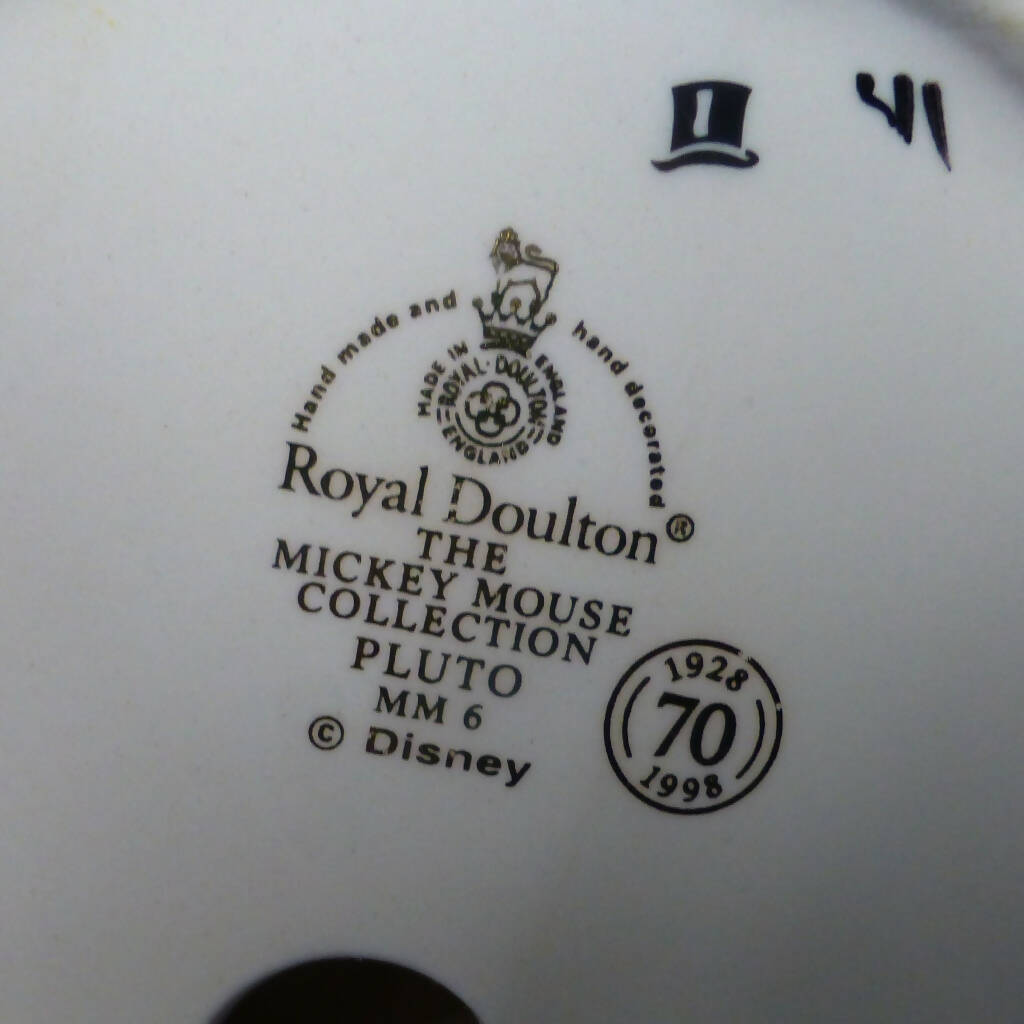 1
Hand made and hand decorated
MADE IN ENGLAND
ROYAL·DOULTON
ENGLAND
Royal Doulton®
THE
MICKEY MOUSE
COLLECTION
PLUTO
MM 6
© Disney
1928
70
1998